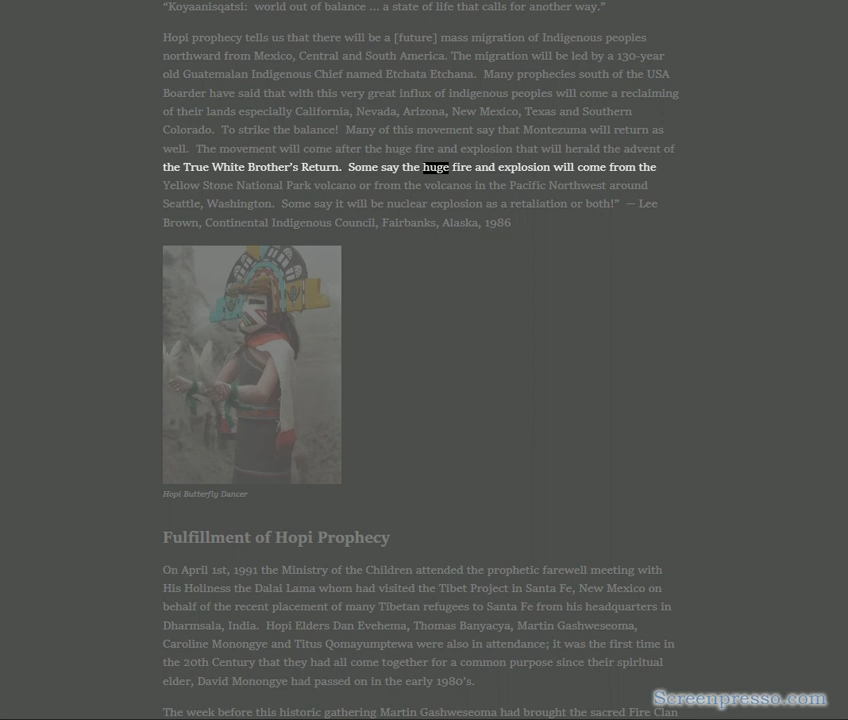 “Koyaanisqatsi:  world out of balance ... a state of life that calls for another way.”
Hopi prophecy tells us that there will be a [future] mass migration of Indigenous peoples
northward from Mexico, Central and South America. The migration will be led by a 130-year
old Guatemalan Indigenous Chief named Etchata Etchana.  Many prophecies south of the USA
Boarder have said that with this very great influx of indigenous peoples will come a reclaiming
of their lands especially California, Nevada, Arizona, New Mexico, Texas and Southern
Colorado.  To strike the balance!  Many of this movement say that Montezuma will return as
well.  The movement will come after the huge fire and explosion that will herald the advent of
the True White Brother’s Return.  Some say the huge fire and explosion will come from the
Yellow Stone National Park volcano or from the volcanos in the Pacific Northwest around
Seattle, Washington.  Some say it will be nuclear explosion as a retaliation or both!”  — Lee
Brown, Continental Indigenous Council, Fairbanks, Alaska, 1986
Hopi Butterfly Dancer
Fulfillment of Hopi Prophecy
On April 1st, 1991 the Ministry of the Children attended the prophetic farewell meeting with
His Holiness the Dalai Lama whom had visited the Tibet Project in Santa Fe, New Mexico on
behalf of the recent placement of many Tibetan refugees to Santa Fe from his headquarters in
Dharmsala, India.  Hopi Elders Dan Evehema, Thomas Banyacya, Martin Gashweseoma,
Caroline Monongye and Titus Qomayumptewa were also in attendance; it was the first time in
the 20th Century that they had all come together for a common purpose since their spiritual
elder, David Monongye had passed on in the early 1980’s.
Screenpresso.com
The week before this historic gathering Martin Gashweseoma had brought the sacred Fire Clan